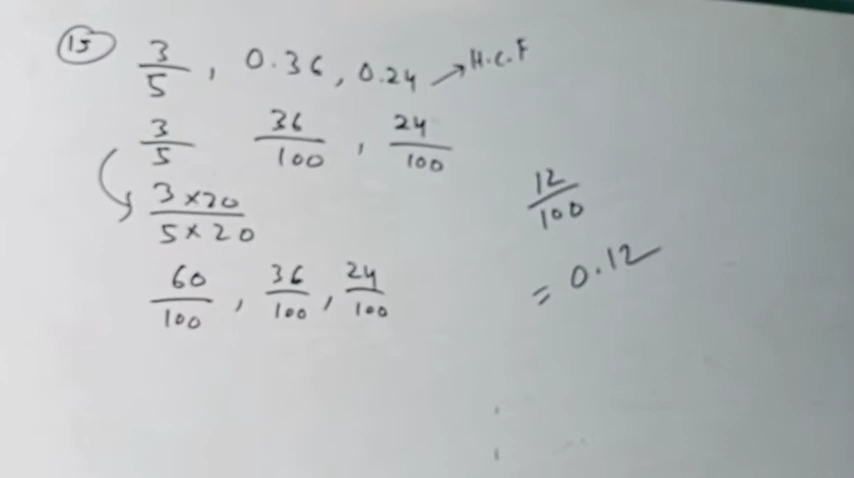 15 3/5, 0.36, 0.24 → H.C.F
3/5 36/100, 24/100
3×20/5×20
60/100, 36/100, 24/100
12/100
= 0.12